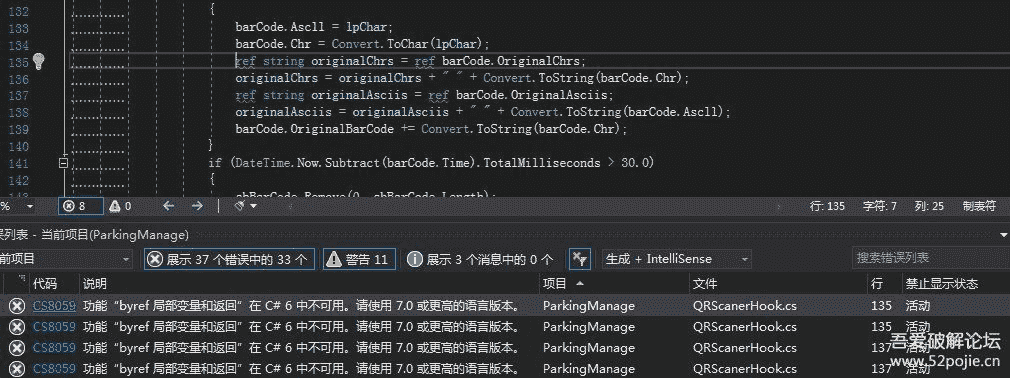 132 {
133 barCode.Ascll = lpChar;
134 barCode.Chr = Convert.ToChar(lpChar);
135 ref string originalChrs = ref barCode.OriginalChrs;
136 originalChrs = originalChrs + " " + Convert.ToString(barCode.Chr);
137 ref string originalAsciis = ref barCode.OriginalAsciis;
138 originalAsciis = originalAsciis + " " + Convert.ToString(barCode.Ascll);
139 barCode.OriginalBarCode += Convert.ToString(barCode.Chr);
140 }
141 if (DateTime.Now.Subtract(barCode.Time).TotalMilliseconds > 30.0)
142 {
% 8 0 行: 135 字符: 7 列: 25 制表符
误列表 - 当前项目(ParkingManage)
前项目 展示 37 个错误中的 33 个 警告 11 展示 3 个消息中的 0 个 生成 + IntelliSense 搜索错误列表
代码 说明 项目 文件 行 禁止显示状态
CS8059 功能“byref 局部变量和返回”在 C# 6 中不可用。请使用 7.0 或更高的语言版本。 ParkingManage QRScanerHook.cs 135 活动
CS8059 功能“byref 局部变量和返回”在 C# 6 中不可用。请使用 7.0 或更高的语言版本。 ParkingManage QRScanerHook.cs 135 活动
CS8059 功能“byref 局部变量和返回”在 C# 6 中不可用。请使用 7.0 或更高的语言版本。 ParkingManage QRScanerHook.cs 137 活动
CS8059 功能“byref 局部变量和返回”在 C# 6 中不可用。请使用 7.0 或更高的语言版本。 ParkingManage QRScanerHook.cs 137 活动
吾爱破解论坛
www.52pojie.cn